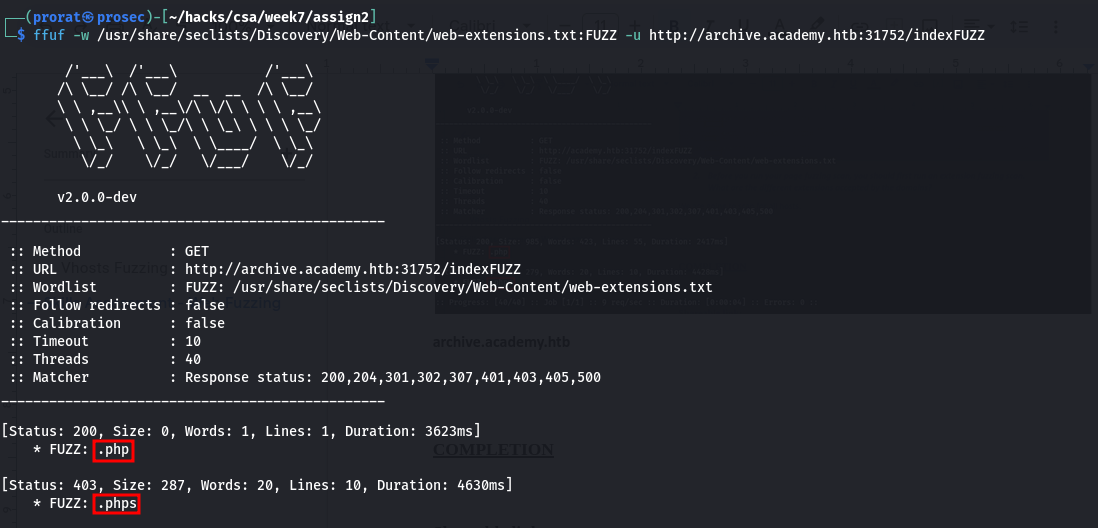 ┌──(prorat㉿prosec)-[~/hacks/csa/week7/assign2]
└─$ ffuf -w /usr/share/seclists/Discovery/Web-Content/web-extensions.txt:FUZZ -u http://archive.academy.htb:31752/indexFUZZ
v2.0.0-dev
________________________________________________
:: Method : GET
:: URL : http://archive.academy.htb:31752/indexFUZZ
:: Wordlist : FUZZ: /usr/share/seclists/Discovery/Web-Content/web-extensions.txt
:: Follow redirects : false
:: Calibration : false
:: Timeout : 10
:: Threads : 40
:: Matcher : Response status: 200,204,301,302,307,401,403,405,500
________________________________________________
archive.academy.htb
[Status: 200, Size: 0, Words: 1, Lines: 1, Duration: 3623ms]
* FUZZ: .php
COMPLETION
[Status: 403, Size: 287, Words: 20, Lines: 10, Duration: 4630ms]
* FUZZ: .phps